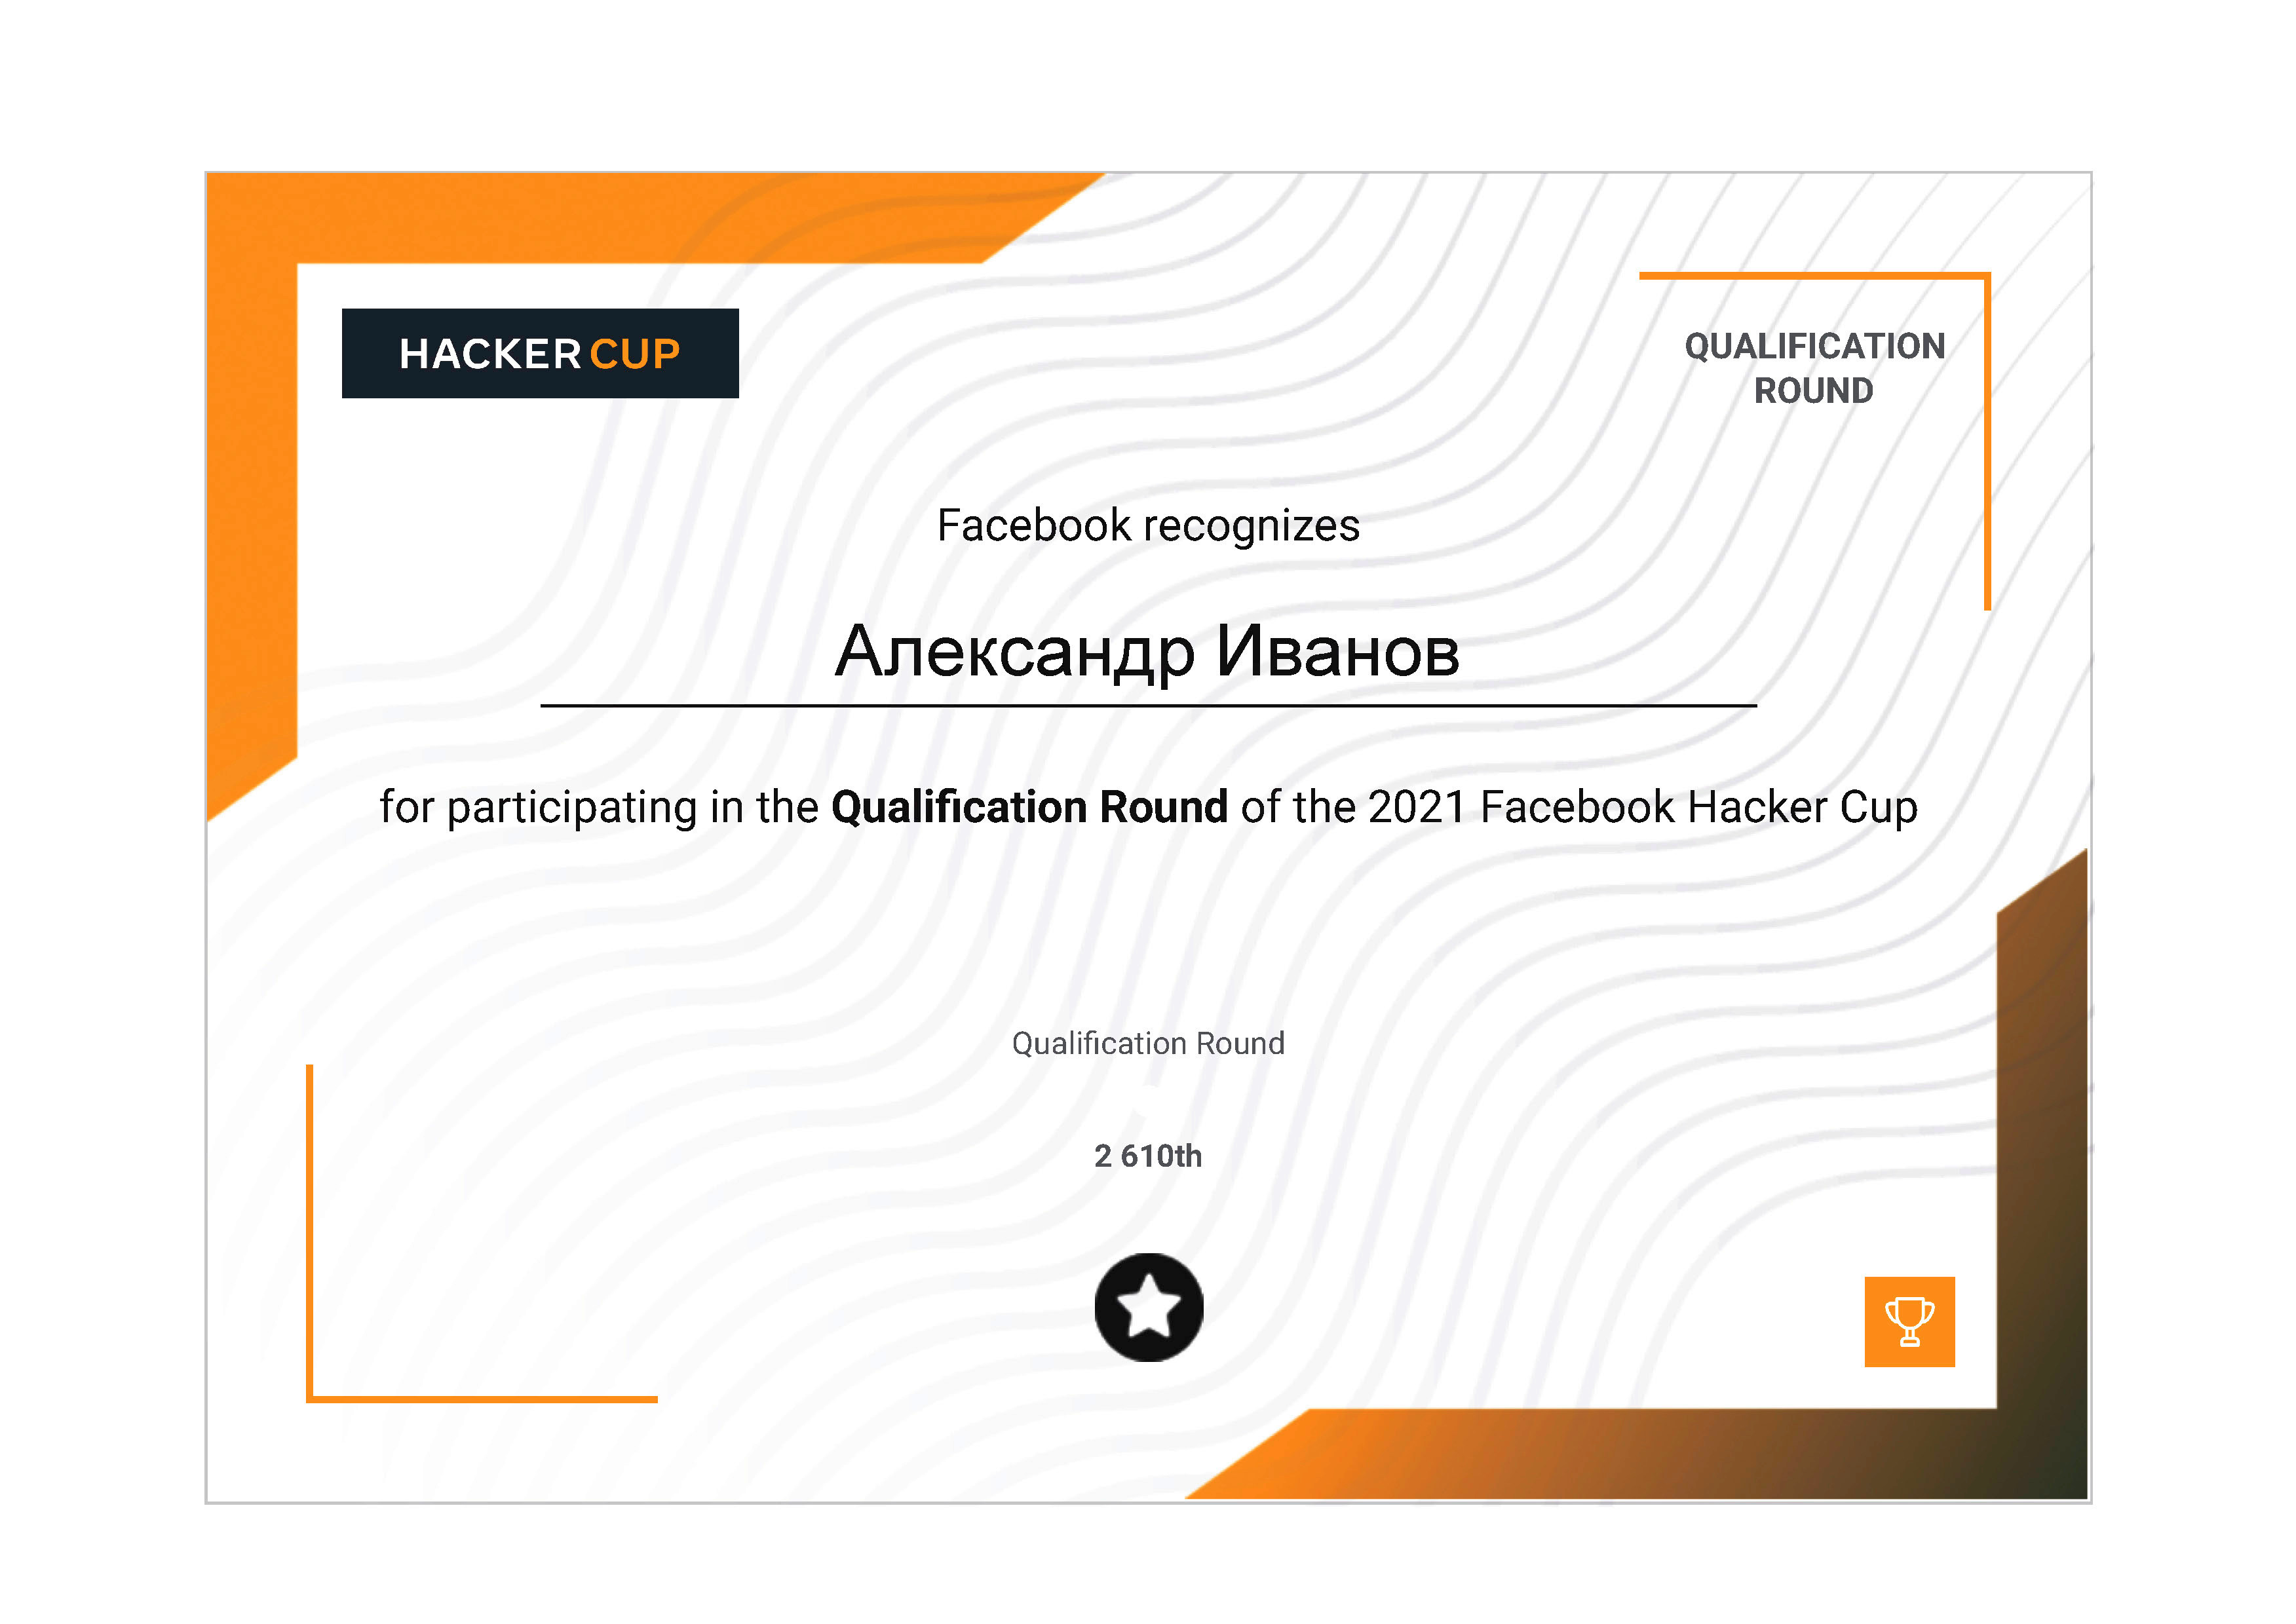 HACKER CUP
QUALIFICATION
ROUND
Facebook recognizes
Александр Иванов
for participating in the Qualification Round of the 2021 Facebook Hacker Cup
Qualification Round
2 610th